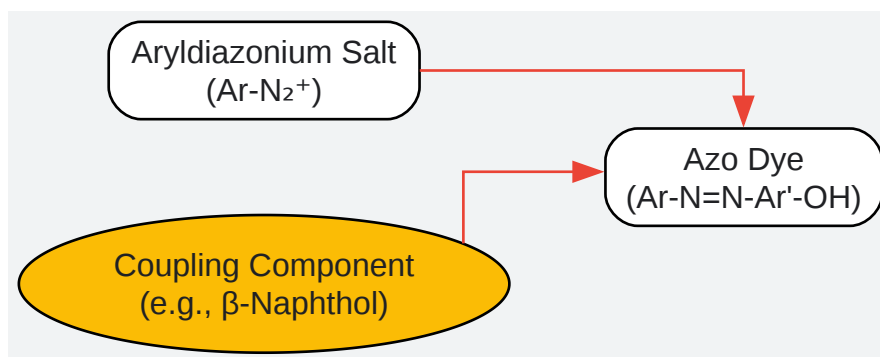 Aryldiazonium Salt
(Ar-N₂⁺)
Azo Dye
(Ar-N=N-Ar'-OH)
Coupling Component
(e.g., β-Naphthol)